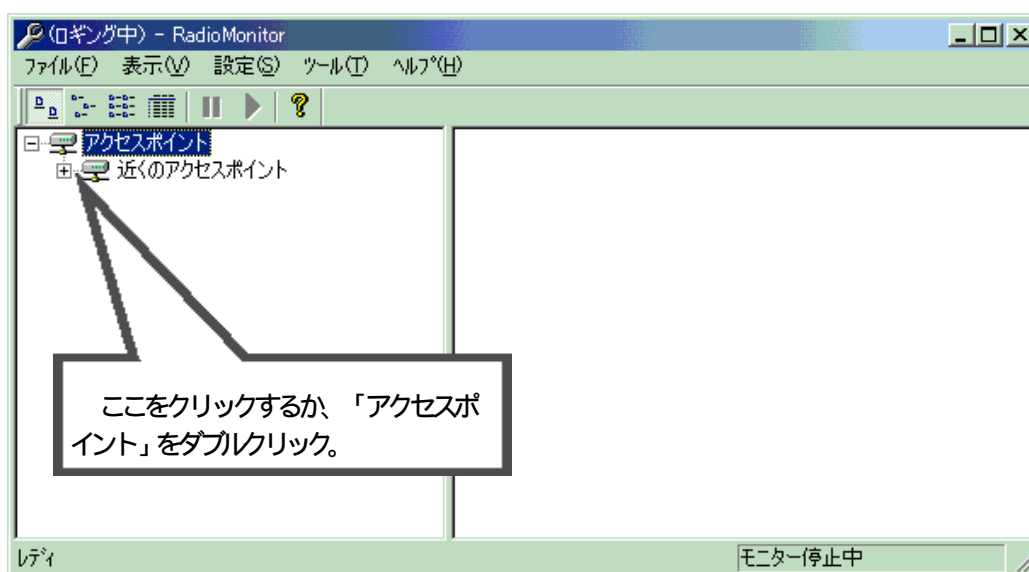 (ロギング中) - RadioMonitor
ファイル(F) 表示(V) 設定(S) ツール(T) ヘルプ(H)
アクセスポイント
近くのアクセスポイント
ここをクリックするか、「アクセスポ
イント」をダブルクリック。
レディ モニター停止中